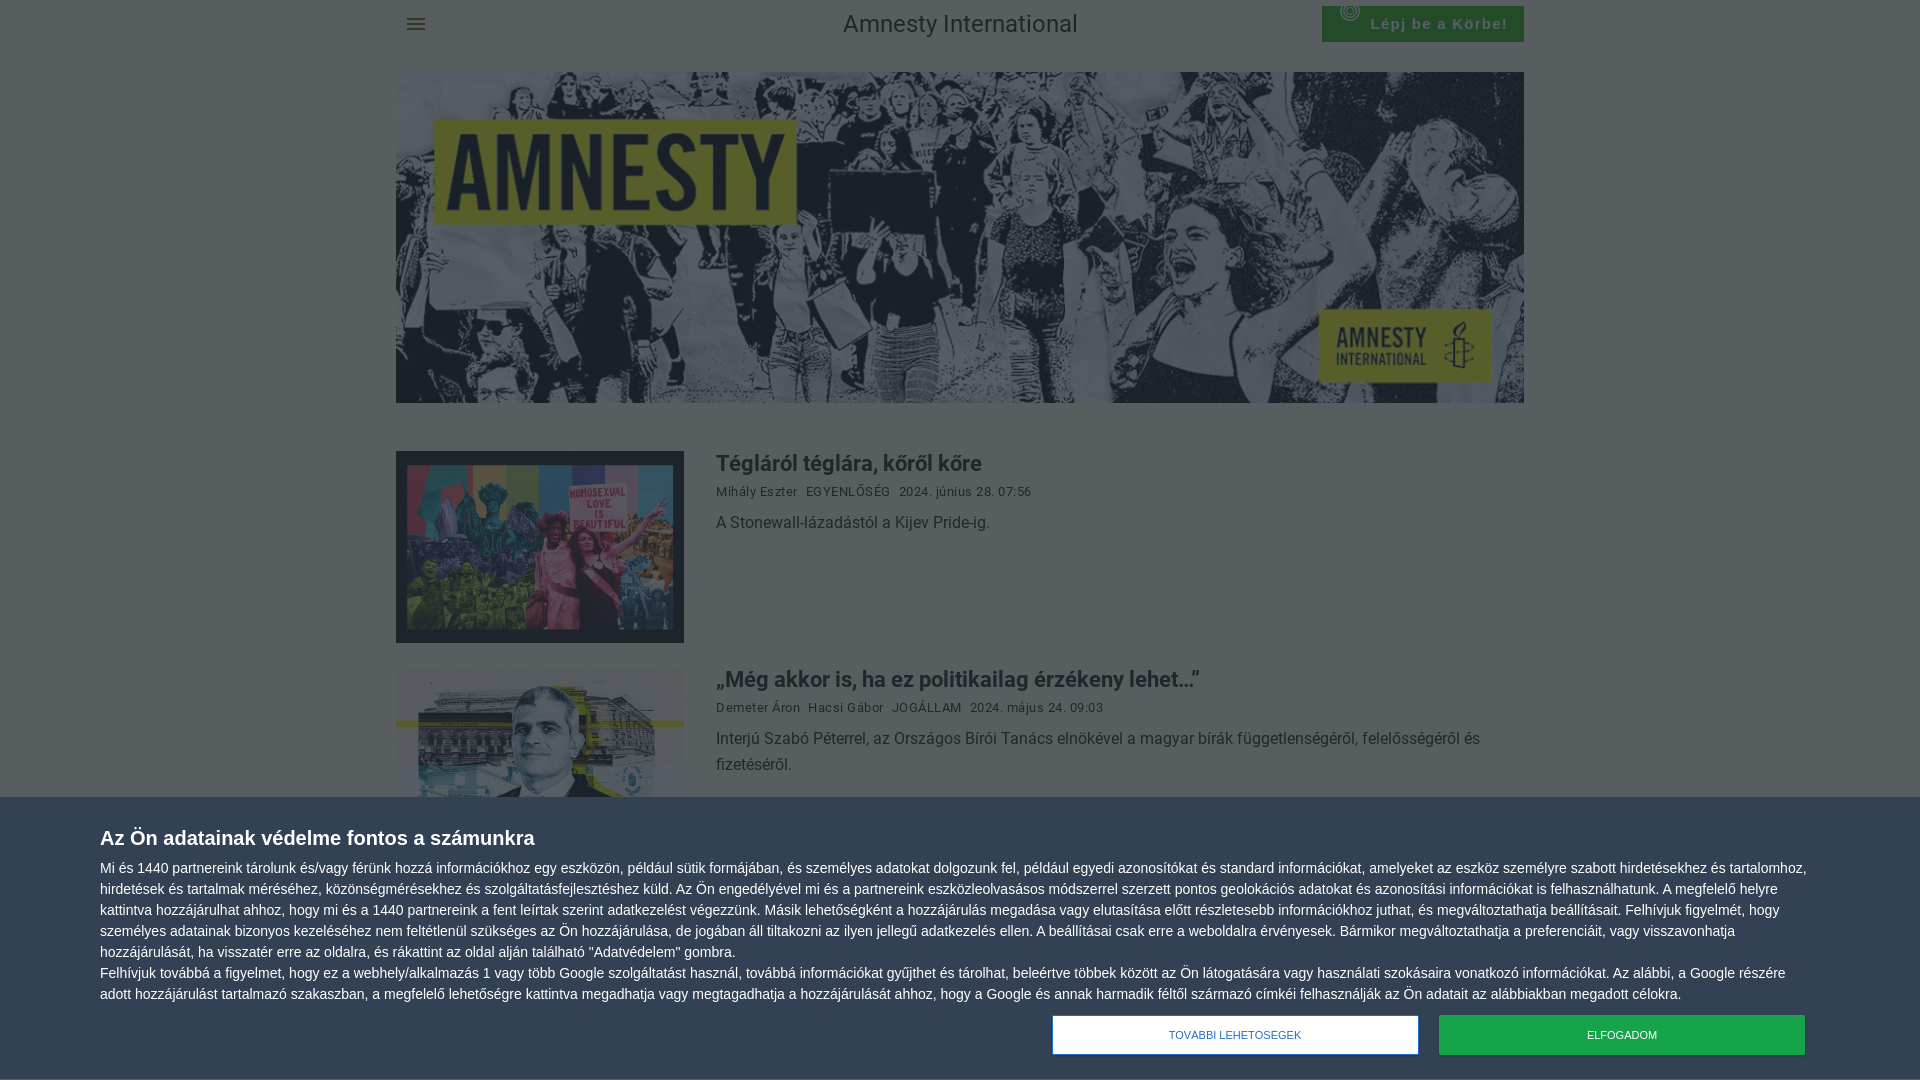 Amnesty International
Lépj be a Körbe!
AMNESTY
AMNESTY
INTERNATIONAL
HOMOSEXUAL
LOVE
IS
BEAUTIFUL
Tégláról téglára, kőről kőre
Mihály Eszter EGYENLŐSÉG 2024. június 28. 07:56
A Stonewall-lázadástól a Kijev Pride-ig.
„Még akkor is, ha ez politikailag érzékeny lehet…”
Demeter Áron Hacsi Gábor JOGÁLLAM 2024. május 24. 09:03
Interjú Szabó Péterrel, az Országos Bírói Tanács elnökével a magyar bírák függetlenségéről, felelősségéről és
fizetéséről.
Az Ön adatainak védelme fontos a számunkra
Mi és 1440 partnereink tárolunk és/vagy férünk hozzá információkhoz egy eszközön, például sütik formájában, és személyes adatokat dolgozunk fel, például egyedi azonosítókat és standard információkat, amelyeket az eszköz személyre szabott hirdetésekhez és tartalomhoz,
hirdetések és tartalmak méréséhez, közönségmérésekhez és szolgáltatásfejlesztéshez küld. Az Ön engedélyével mi és a partnereink eszközleolvasásos módszerrel szerzett pontos geolokációs adatokat és azonosítási információkat is felhasználhatunk. A megfelelő helyre
kattintva hozzájárulhat ahhoz, hogy mi és a 1440 partnereink a fent leírtak szerint adatkezelést végezzünk. Másik lehetőségként a hozzájárulás megadása vagy elutasítása előtt részletesebb információkhoz juthat, és megváltoztathatja beállításait. Felhívjuk figyelmét, hogy
személyes adatainak bizonyos kezeléséhez nem feltétlenül szükséges az Ön hozzájárulása, de jogában áll tiltakozni az ilyen jellegű adatkezelés ellen. A beállításai csak erre a weboldalra érvényesek. Bármikor megváltoztathatja a preferenciáit, vagy visszavonhatja
hozzájárulását, ha visszatér erre az oldalra, és rákattint az oldal alján található "Adatvédelem" gombra.
Felhívjuk továbbá a figyelmet, hogy ez a webhely/alkalmazás 1 vagy több Google szolgáltatást használ, továbbá információkat gyűjthet és tárolhat, beleértve többek között az Ön látogatására vagy használati szokásaira vonatkozó információkat. Az alábbi, a Google részére
adott hozzájárulást tartalmazó szakaszban, a megfelelő lehetőségre kattintva megadhatja vagy megtagadhatja a hozzájárulását ahhoz, hogy a Google és annak harmadik féltől származó címkéi felhasználják az Ön adatait az alábbiakban megadott célokra.
TOVÁBBI LEHETŐSÉGEK
ELFOGADOM